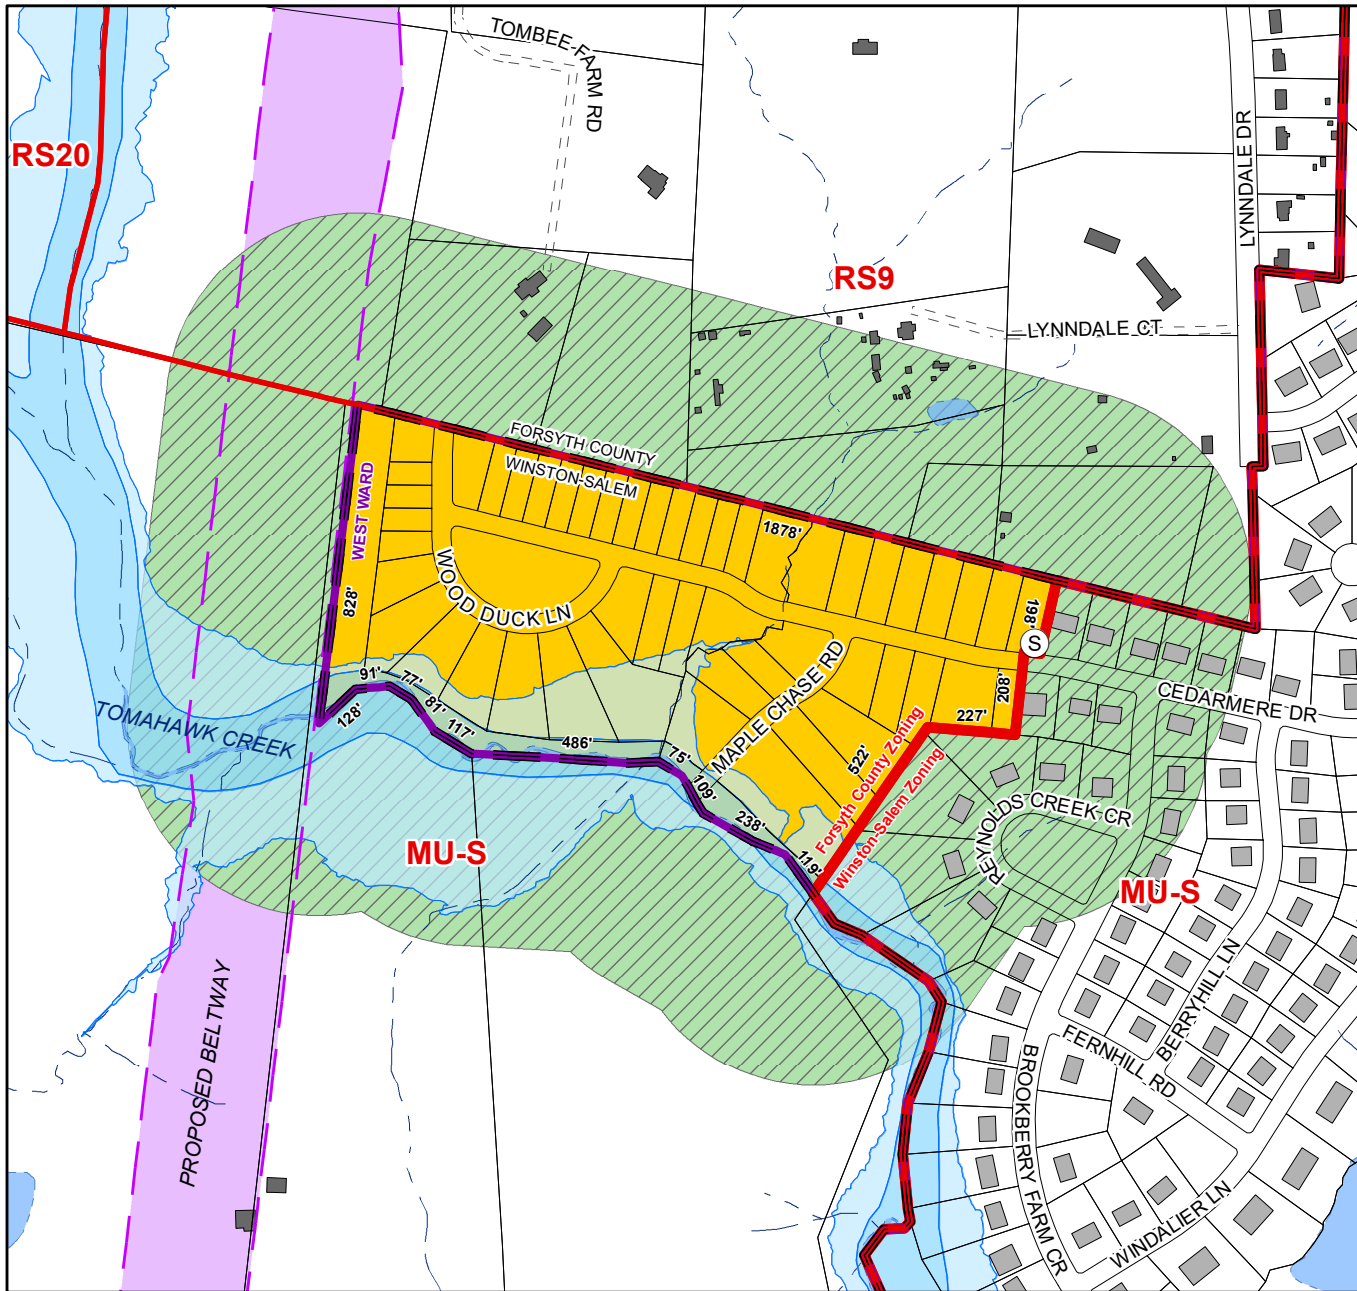 TOMBEE FARM RD
RS20
LYNNDALE DR
RS9
LYNNDALE CT
FORSYTH COUNTY
WINSTON-SALEM
WEST WARD
1878'
WOOD DUCK LN
828'
198'
S
MAPLE CHASE RD
208'
CEDARMERE DR
91'
77'
81'
128'
117'
227'
TOMAHAWK CREEK
486'
75'
522'
Forsyth County Zoning
Winston-Salem Zoning
109'
238'
REYNOLDS CREEK CR
MU-S
119'
MU-S
PROPOSED BELTWAY
BERRYHILL LN
FERNHILL RD
BROOKBERRY FARM CR
WINDALIER LN